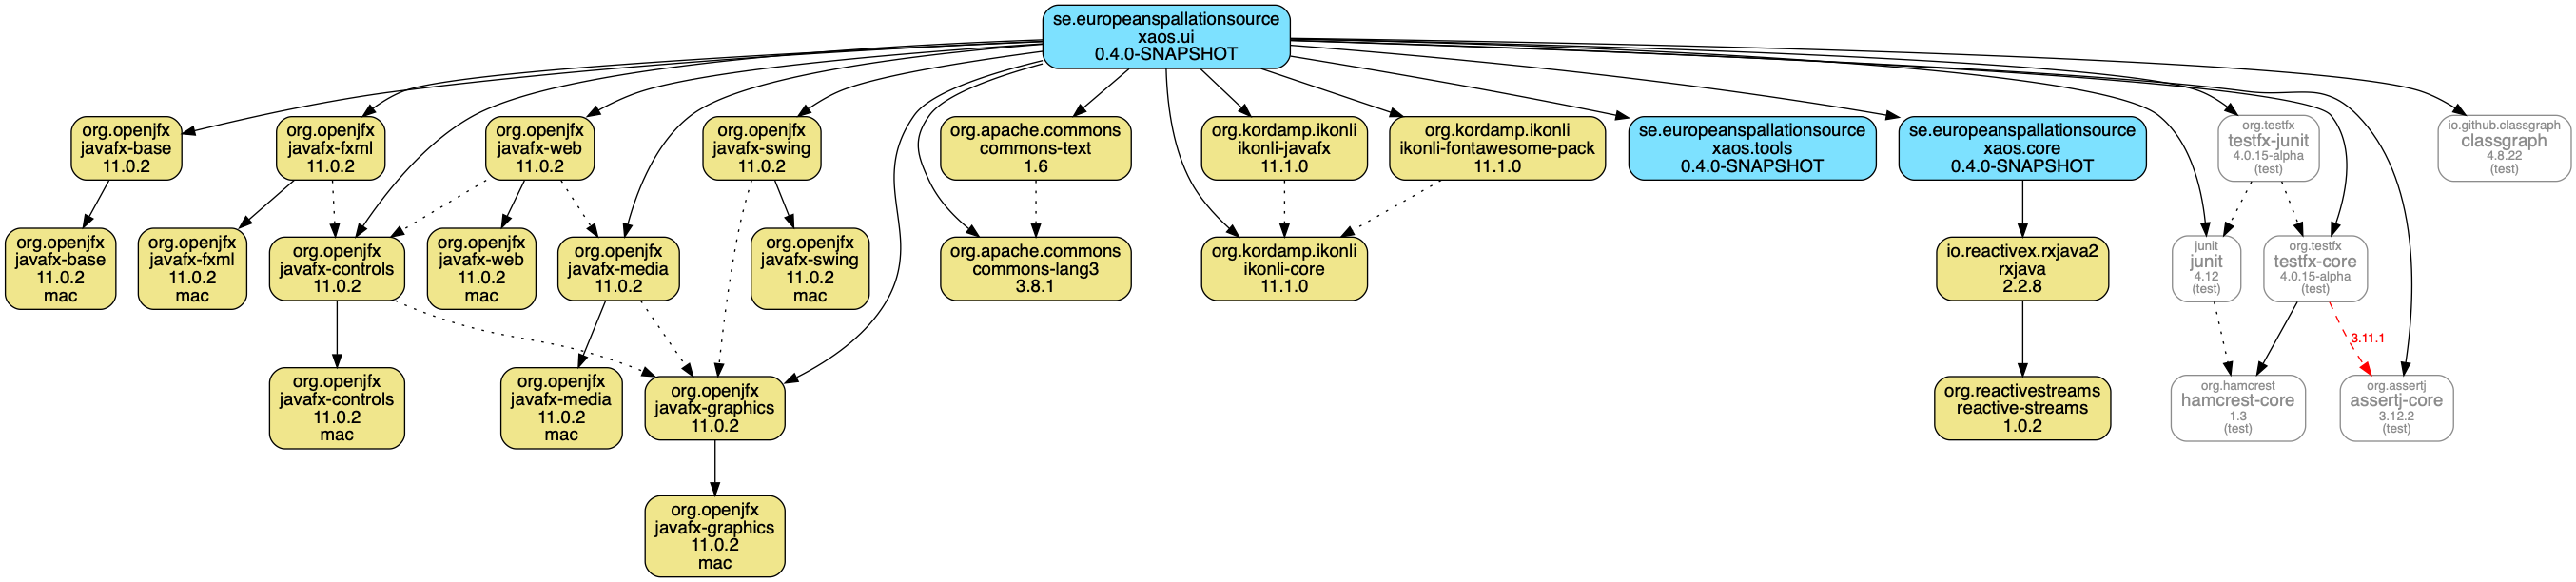 se.europeanspallationsource
xaos.ui
0.4.0-SNAPSHOT
org.openjfx
javafx-base
11.0.2
org.openjfx
javafx-fxml
11.0.2
org.openjfx
javafx-web
11.0.2
org.openjfx
javafx-swing
11.0.2
org.apache.commons
commons-text
1.6
org.kordamp.ikonli
ikonli-javafx
11.1.0
org.kordamp.ikonli
ikonli-fontawesome-pack
11.1.0
se.europeanspallationsource
xaos.tools
0.4.0-SNAPSHOT
se.europeanspallationsource
xaos.core
0.4.0-SNAPSHOT
org.testfx
testfx-junit
4.0.15-alpha
(test)
io.github.classgraph
classgraph
4.8.22
(test)
org.openjfx
javafx-base
11.0.2
mac
org.openjfx
javafx-fxml
11.0.2
mac
org.openjfx
javafx-controls
11.0.2
org.openjfx
javafx-web
11.0.2
mac
org.openjfx
javafx-media
11.0.2
org.openjfx
javafx-swing
11.0.2
mac
org.apache.commons
commons-lang3
3.8.1
org.kordamp.ikonli
ikonli-core
11.1.0
io.reactivex.rxjava2
rxjava
2.2.8
junit
junit
4.12
(test)
org.testfx
testfx-core
4.0.15-alpha
(test)
3.11.1
org.openjfx
javafx-controls
11.0.2
mac
org.openjfx
javafx-media
11.0.2
mac
org.openjfx
javafx-graphics
11.0.2
org.reactivestreams
reactive-streams
1.0.2
org.hamcrest
hamcrest-core
1.3
(test)
org.assertj
assertj-core
3.12.2
(test)
org.openjfx
javafx-graphics
11.0.2
mac